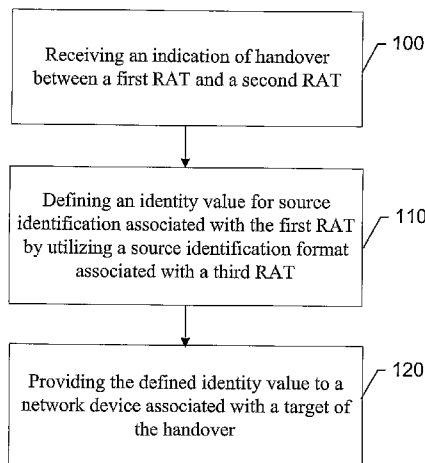 Receiving an indication of handover
between a first RAT and a second RAT
100
Defining an identity value for source
identification associated with the first RAT
by utilizing a source identification format
associated with a third RAT
110
Providing the defined identity value to a
network device associated with a target of
the handover
120